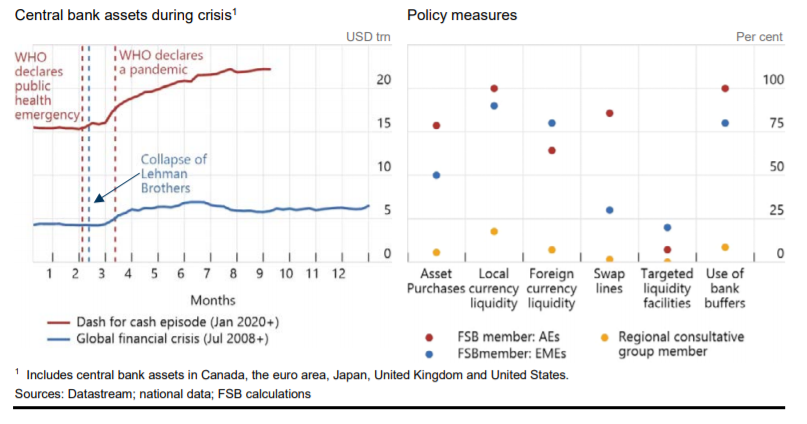 Central bank assets during crisis1
Policy measures
USD trn
Per cent
WHO
declares
public
health
emergency
WHO declares
a pandemic
Collapse of
Lehman
Brothers
20
15
10
5
0
1 2 3 4 5 6 7 8 9 10 11 12
Months
Dash for cash episode (Jan 2020+)
Global financial crisis (Jul 2008+)
100
75
50
25
0
Asset
Purchases
Local
currency
liquidity
Foreign
currency
liquidity
Swap
lines
Targeted
liquidity
facilities
Use of
bank
buffers
FSB member: AEs
FSBmember: EMEs
Regional consultative
group member
1 Includes central bank assets in Canada, the euro area, Japan, United Kingdom and United States.
Sources: Datastream; national data; FSB calculations